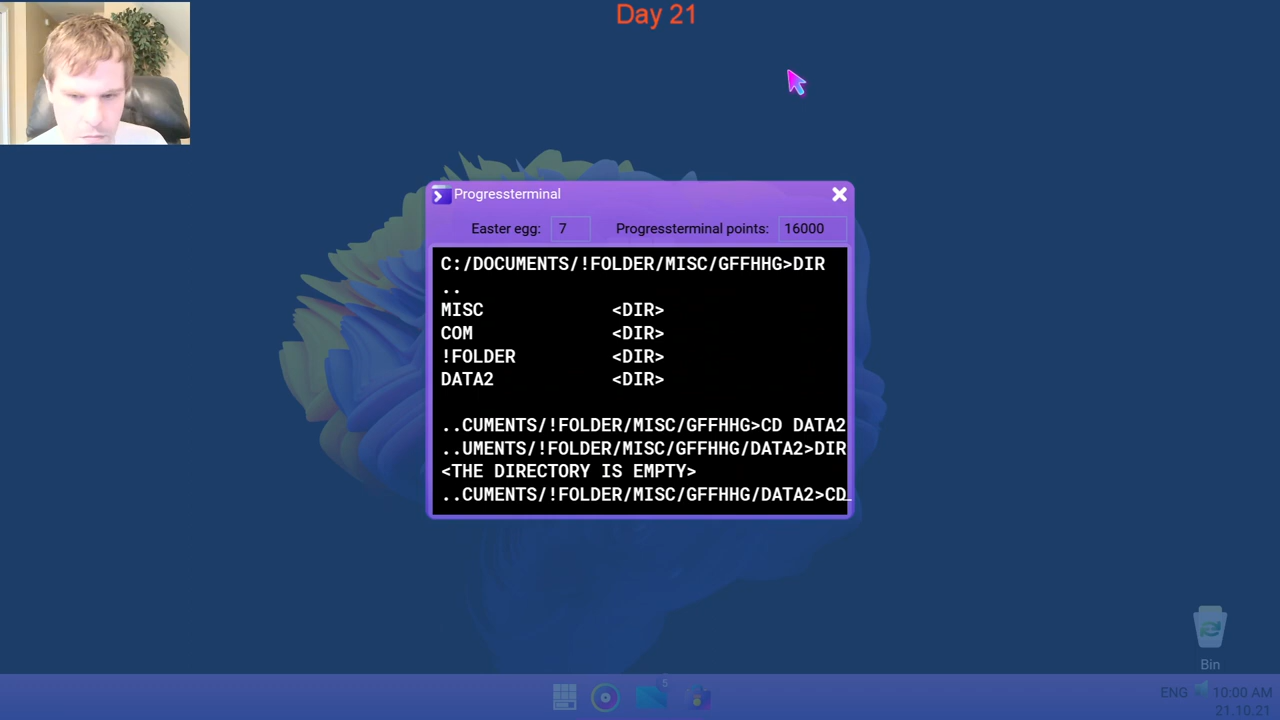 Day 21
Progressterminal
Easter egg: 7 Progressterminal points: 16000
C:/DOCUMENTS/!FOLDER/MISC/GFFHHG>DIR
..
MISC <DIR>
COM <DIR>
!FOLDER <DIR>
DATA2 <DIR>
..CUMENTS/!FOLDER/MISC/GFFHHG>CD DATA2
..UMENTS/!FOLDER/MISC/GFFHHG/DATA2>DIR
<THE DIRECTORY IS EMPTY>
..CUMENTS/!FOLDER/MISC/GFFHHG/DATA2>CD_
Bin
5
ENG 10:00 AM
21.10.21